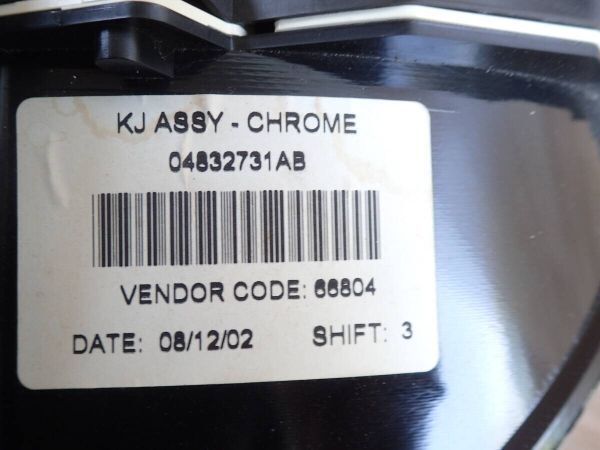 KJ ASSY - CHROME
04832731AB
VENDOR CODE: 66804
DATE: 08/12/02 SHIFT: 3